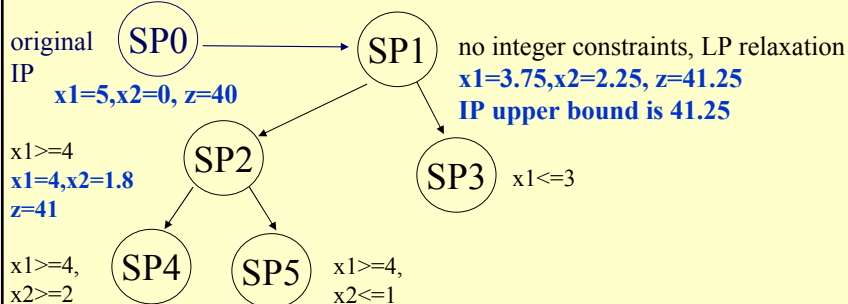 original
IP
SP0
x1=5,x2=0, z=40
SP1
no integer constraints, LP relaxation
x1=3.75,x2=2.25, z=41.25
IP upper bound is 41.25
x1>=4
x1=4,x2=1.8
z=41
SP2
SP3
x1<=3
x1>=4,
x2>=2
SP4
SP5
x1>=4,
x2<=1